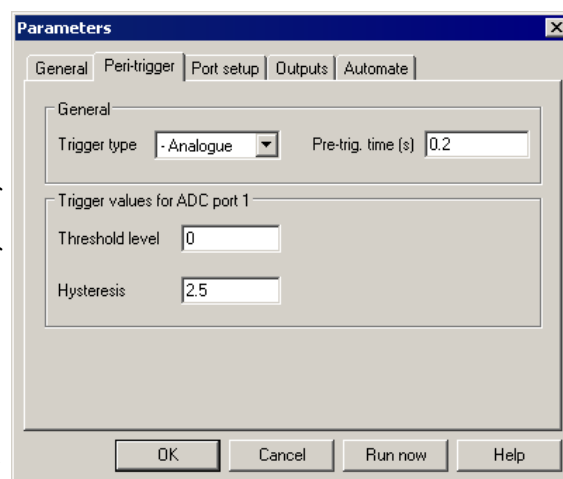 Parameters
General Peri-trigger Port setup Outputs Automate
General
Trigger type - Analogue Pre-trig. time (s) 0.2
Trigger values for ADC port 1
Threshold level 0
Hysteresis 2.5
OK Cancel Run now Help